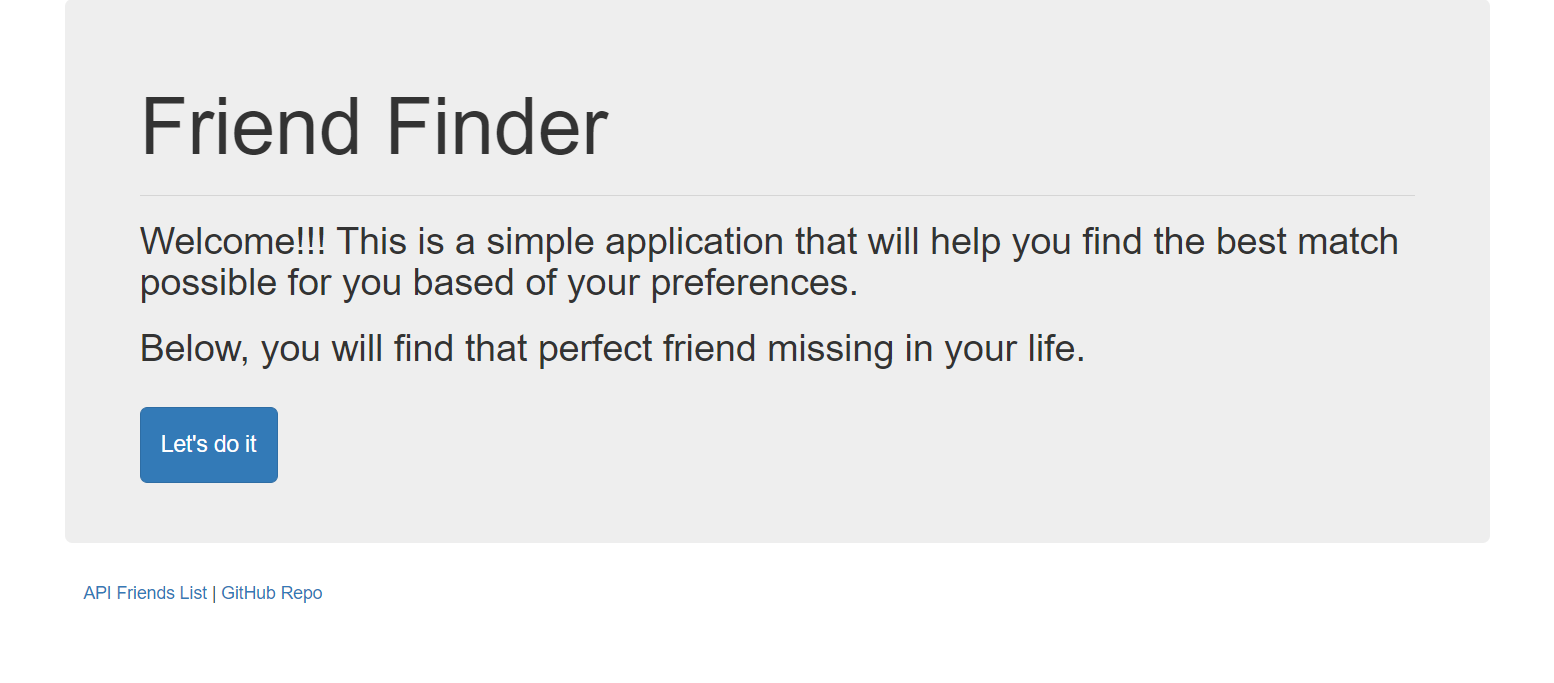 Friend Finder
Welcome!!! This is a simple application that will help you find the best match
possible for you based of your preferences.
Below, you will find that perfect friend missing in your life.
Let's do it
API Friends List | GitHub Repo